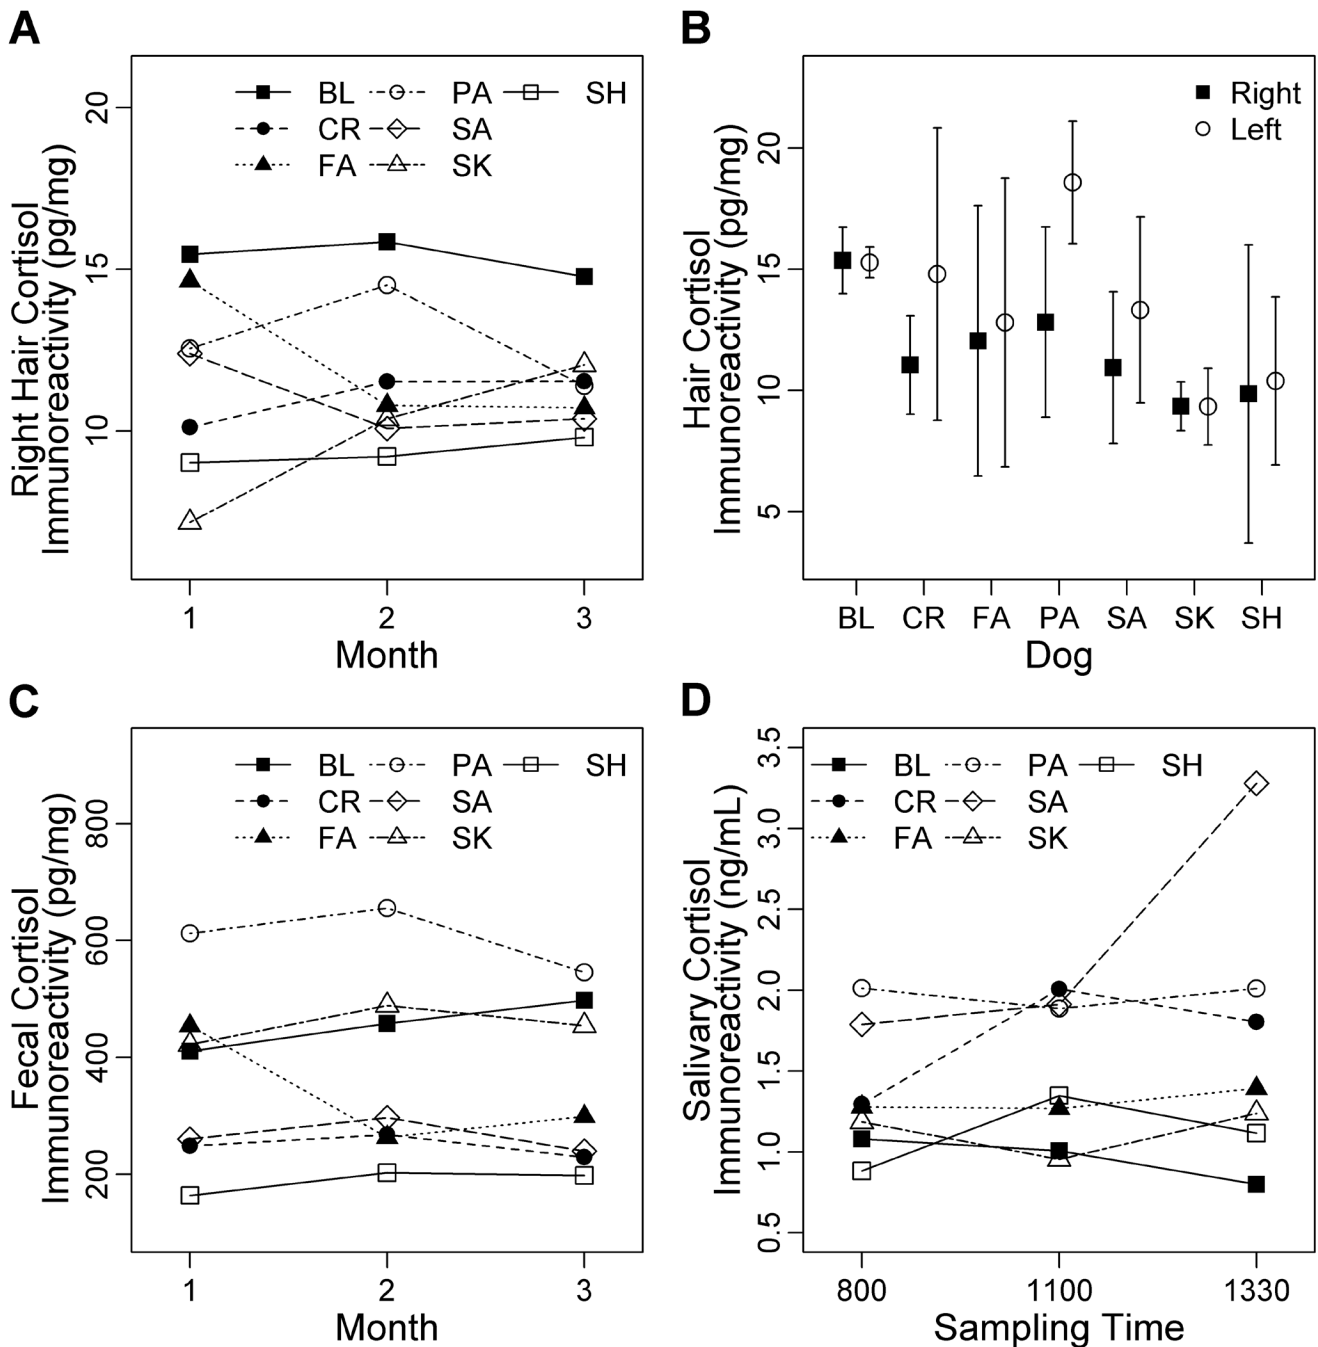 A
Right Hair Cortisol
Immunoreactivity (pg/mg)
20
15
10
BL PA SH
CR SA
FA SK
1 2 3
Month
B
Hair Cortisol
Immunoreactivity (pg/mg)
20
15
10
5
Right
Left
BL CR FA PA SA SK SH
Dog
C
Fecal Cortisol
Immunoreactivity (pg/mg)
800
600
400
200
BL PA SH
CR SA
FA SK
1 2 3
Month
D
Salivary Cortisol
Immunoreactivity (ng/mL)
3.5
3.0
2.5
2.0
1.5
1.0
0.5
BL PA SH
CR SA
FA SK
800 1100 1330
Sampling Time